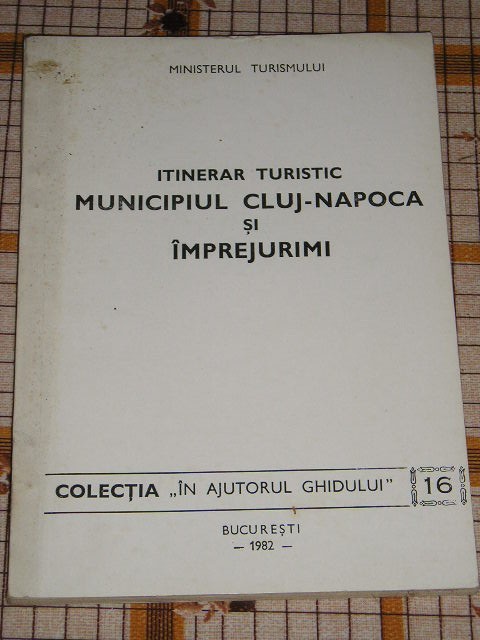 MINISTERUL TURISMULUI
ITINERAR TURISTIC
MUNICIPIUL CLUJ-NAPOCA
ȘI
ÎMPREJURIMI
COLECȚIA „ÎN AJUTORUL GHIDULUI” 16
BUCUREȘTI
— 1982 —